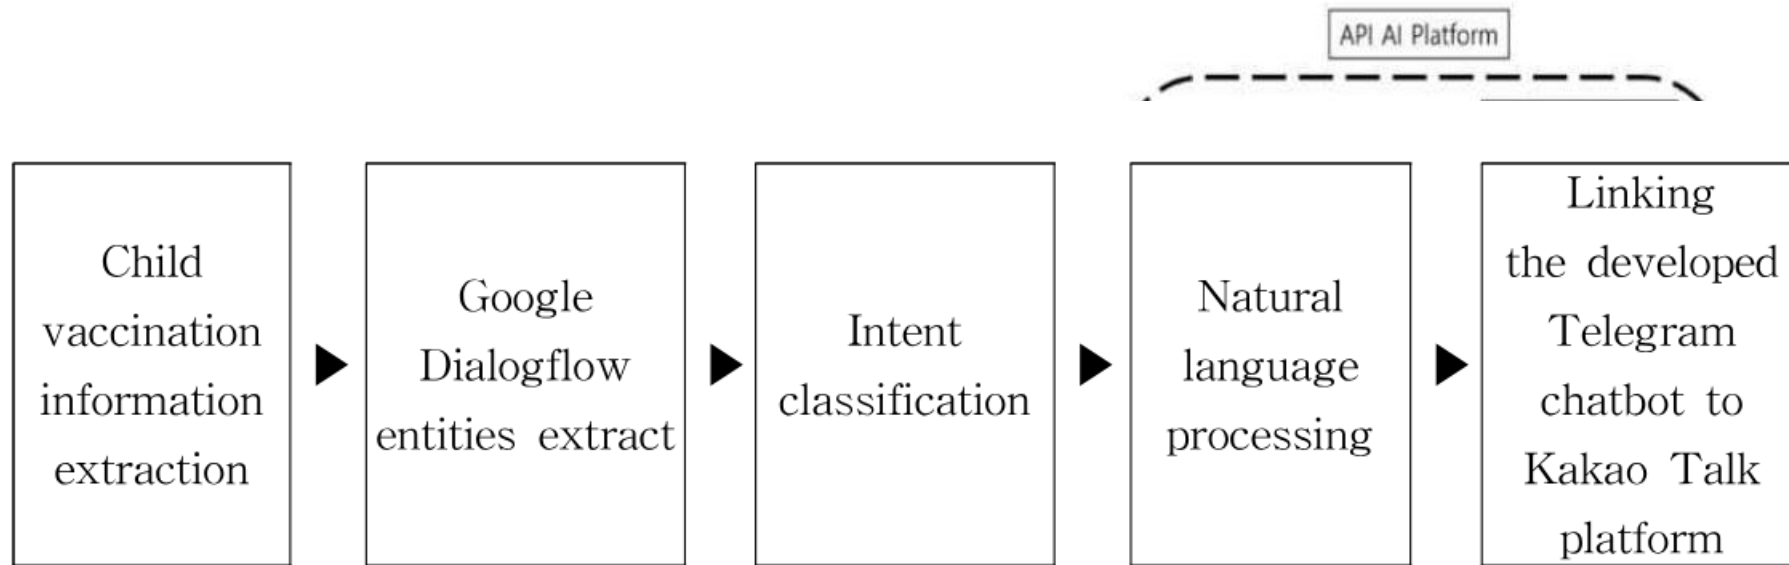 API AI Platform
Child
vaccination
information
extraction
Google
Dialogflow
entities extract
Intent
classification
Natural
language
processing
Linking
the developed
Telegram
chatbot to
Kakao Talk
platform